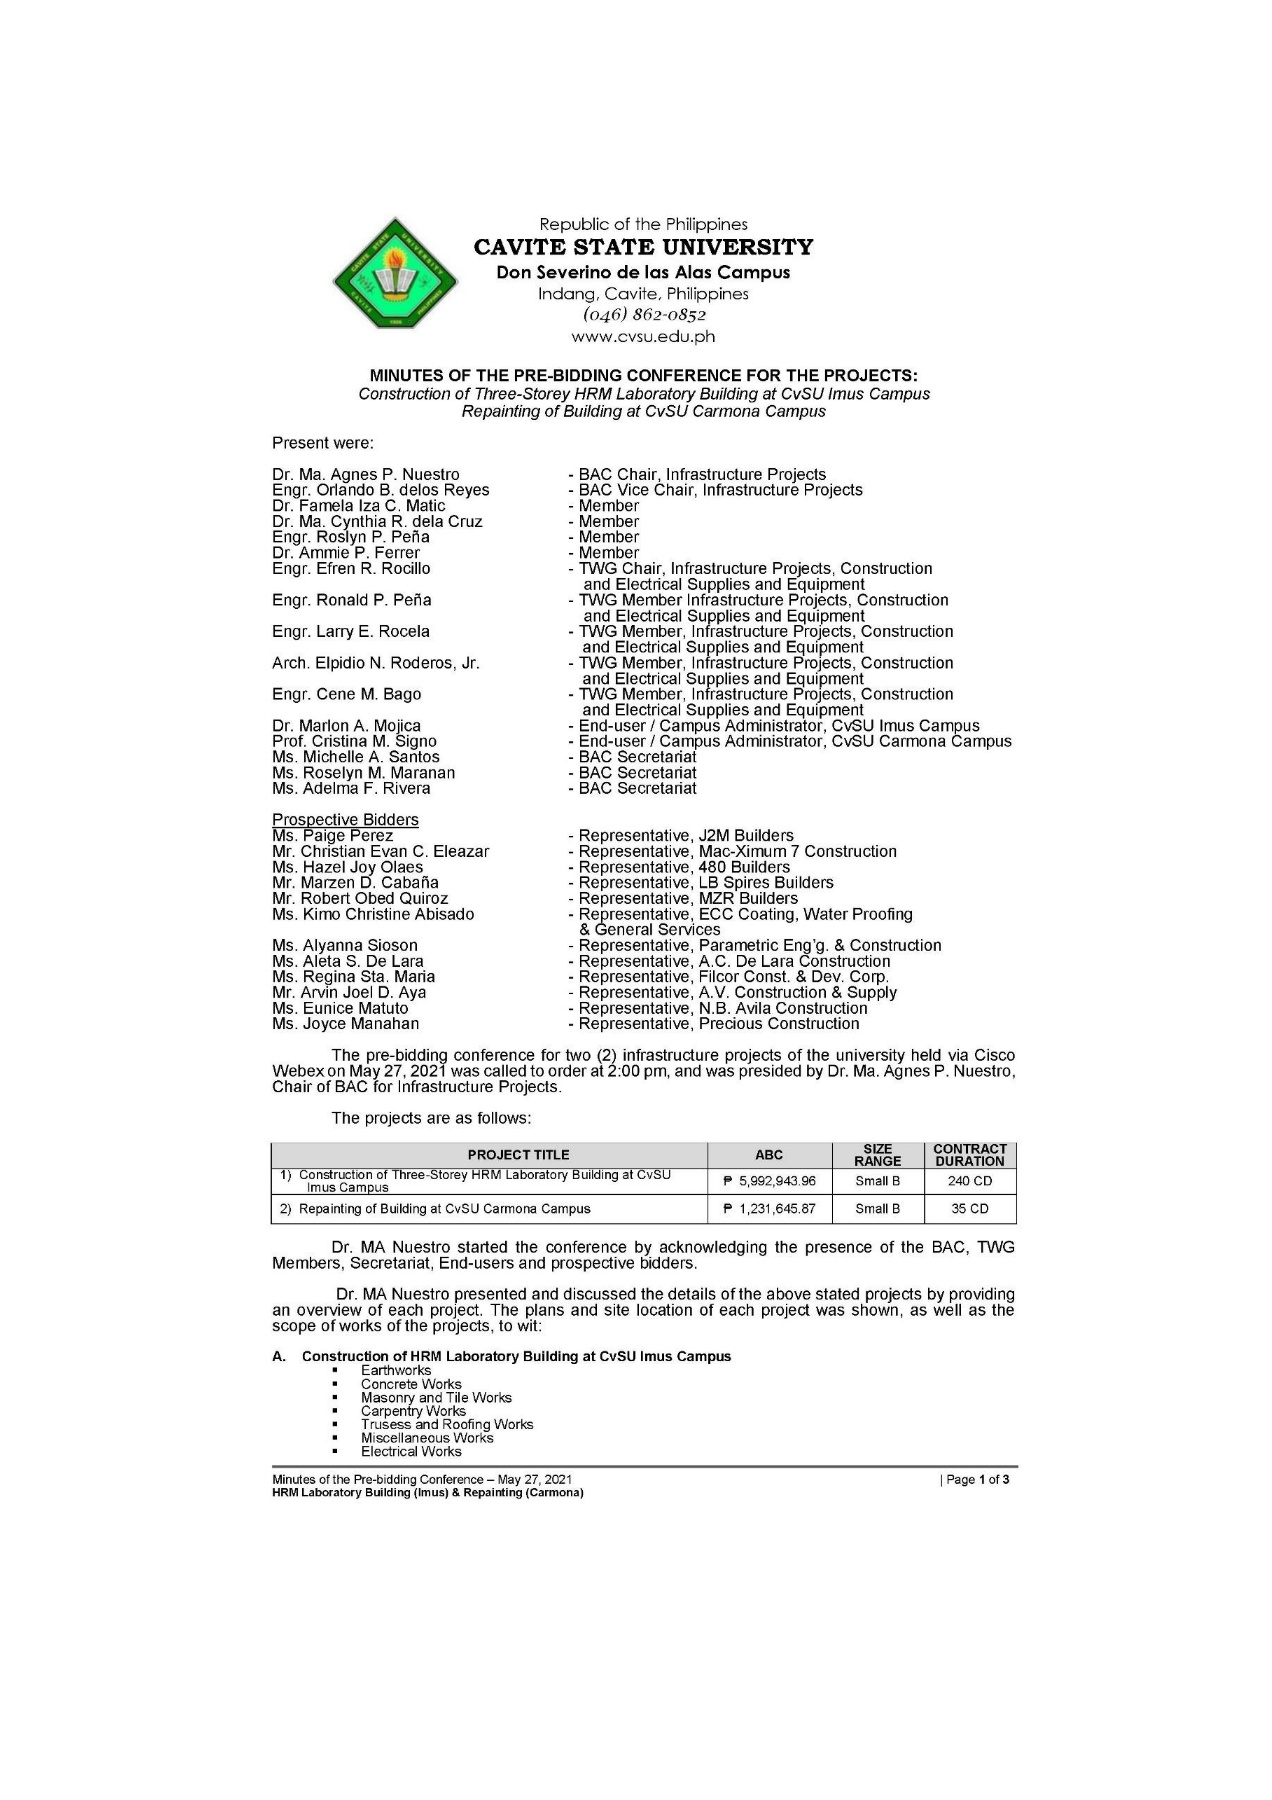 Republic of the Philippines
CAVITE STATE UNIVERSITY
Don Severino de las Alas Campus
Indang, Cavite, Philippines
(046) 862-0852
www.cvsu.edu.ph
CAVITE STATE UNIVERSITY
CAVITE PHILIPPINES
1906
MINUTES OF THE PRE-BIDDING CONFERENCE FOR THE PROJECTS:
Construction of Three-Storey HRM Laboratory Building at CvSU Imus Campus
Repainting of Building at CvSU Carmona Campus
Present were:
Dr. Ma. Agnes P. Nuestro - BAC Chair, Infrastructure Projects
Engr. Orlando B. delos Reyes - BAC Vice Chair, Infrastructure Projects
Dr. Famela Iza C. Matic - Member
Dr. Ma. Cynthia R. dela Cruz - Member
Engr. Roslyn P. Peña - Member
Dr. Ammie P. Ferrer - Member
Engr. Efren R. Rocillo - TWG Chair, Infrastructure Projects, Construction
and Electrical Supplies and Equipment
Engr. Ronald P. Peña - TWG Member Infrastructure Projects, Construction
and Electrical Supplies and Equipment
Engr. Larry E. Rocela - TWG Member, Infrastructure Projects, Construction
and Electrical Supplies and Equipment
Arch. Elpidio N. Roderos, Jr. - TWG Member, Infrastructure Projects, Construction
and Electrical Supplies and Equipment
Engr. Cene M. Bago - TWG Member, Infrastructure Projects, Construction
and Electrical Supplies and Equipment
Dr. Marlon A. Mojica - End-user / Campus Administrator, CvSU Imus Campus
Prof. Cristina M. Signo - End-user / Campus Administrator, CvSU Carmona Campus
Ms. Michelle A. Santos - BAC Secretariat
Ms. Roselyn M. Maranan - BAC Secretariat
Ms. Adelma F. Rivera - BAC Secretariat
Prospective Bidders
Ms. Paige Perez - Representative, J2M Builders
Mr. Christian Evan C. Eleazar - Representative, Mac-Ximum 7 Construction
Ms. Hazel Joy Olaes - Representative, 480 Builders
Mr. Marzen D. Cabaña - Representative, LB Spires Builders
Mr. Robert Obed Quiroz - Representative, MZR Builders
Ms. Kimo Christine Abisado - Representative, ECC Coating, Water Proofing
& General Services
Ms. Alyanna Sioson - Representative, Parametric Eng'g. & Construction
Ms. Aleta S. De Lara - Representative, A.C. De Lara Construction
Ms. Regina Sta. Maria - Representative, Filcor Const. & Dev. Corp.
Mr. Arvin Joel D. Aya - Representative, A.V. Construction & Supply
Ms. Eunice Matuto - Representative, N.B. Avila Construction
Ms. Joyce Manahan - Representative, Precious Construction
The pre-bidding conference for two (2) infrastructure projects of the university held via Cisco
Webex on May 27, 2021 was called to order at 2:00 pm, and was presided by Dr. Ma. Agnes P. Nuestro,
Chair of BAC for Infrastructure Projects.
The projects are as follows:
PROJECT TITLE ABC SIZE RANGE CONTRACT DURATION
1) Construction of Three-Storey HRM Laboratory Building at CvSU
Imus Campus ₱ 5,992,943.96 Small B 240 CD
2) Repainting of Building at CvSU Carmona Campus ₱ 1,231,645.87 Small B 35 CD
Dr. MA Nuestro started the conference by acknowledging the presence of the BAC, TWG
Members, Secretariat, End-users and prospective bidders.
Dr. MA Nuestro presented and discussed the details of the above stated projects by providing
an overview of each project. The plans and site location of each project was shown, as well as the
scope of works of the projects, to wit:
A. Construction of HRM Laboratory Building at CvSU Imus Campus
▪ Earthworks
▪ Concrete Works
▪ Masonry and Tile Works
▪ Carpentry Works
▪ Trusess and Roofing Works
▪ Miscellaneous Works
▪ Electrical Works
Minutes of the Pre-bidding Conference – May 27, 2021 | Page 1 of 3
HRM Laboratory Building (Imus) & Repainting (Carmona)